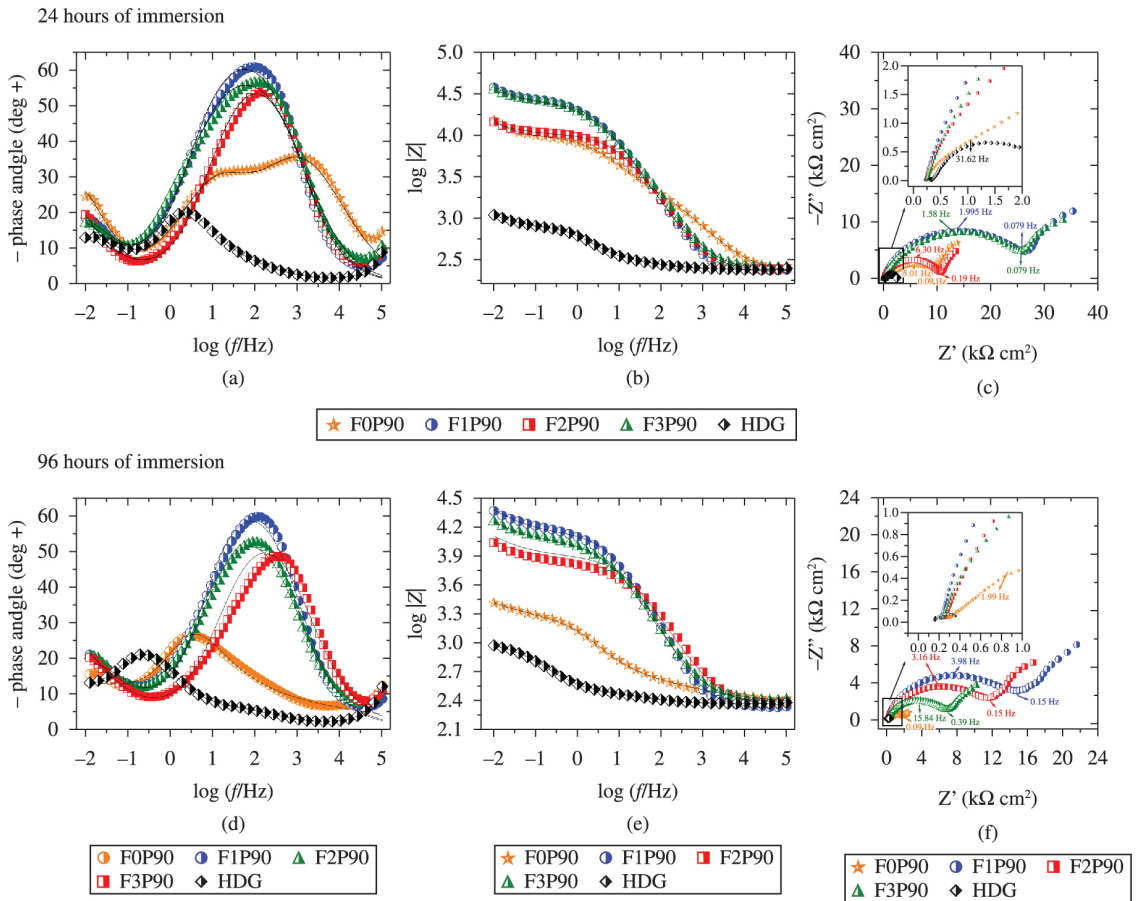 24 hours of immersion
60
50
40
30
20
10
0
– phase angle (deg +)
–2 –1 0 1 2 3 4 5
log (f/Hz)
(a)
5.0
4.5
4.0
3.5
3.0
2.5
log |Z|
–2 –1 0 1 2 3 4 5
log (f/Hz)
(b)
40
30
20
10
0
–Z" (kΩ cm²)
2.0
1.5
1.0
0.5
0.0
31.62 Hz
0.0 0.5 1.0 1.5 2.0
1.58 Hz
1.995 Hz
0.079 Hz
6.30 Hz
0.09 Hz
0.19 Hz
0.079 Hz
0 10 20 30 40
Z' (kΩ cm²)
(c)
F0P90 F1P90 F2P90 F3P90 HDG
96 hours of immersion
60
50
40
30
20
10
0
– phase angle (deg +)
–2 –1 0 1 2 3 4 5
log (f/Hz)
(d)
F0P90 F1P90 F2P90
F3P90 HDG
4.5
4.2
3.9
3.6
3.3
3.0
2.7
2.4
2.1
log |Z|
–2 –1 0 1 2 3 4 5
log (f/Hz)
(e)
F0P90 F1P90 F2P90
F3P90 HDG
24
20
16
12
8
4
0
–Z" (kΩ cm²)
1.0
0.8
0.6
0.4
0.2
0.0
1.99 Hz
0.0 0.2 0.4 0.6 0.8 1.0
3.16 Hz
3.98 Hz
15.84 Hz
0.39 Hz
0.15 Hz
0.15 Hz
0.09 Hz
0 4 8 12 16 20 24
Z' (kΩ cm²)
(f)
F0P90 F1P90 F2P90
F3P90 HDG